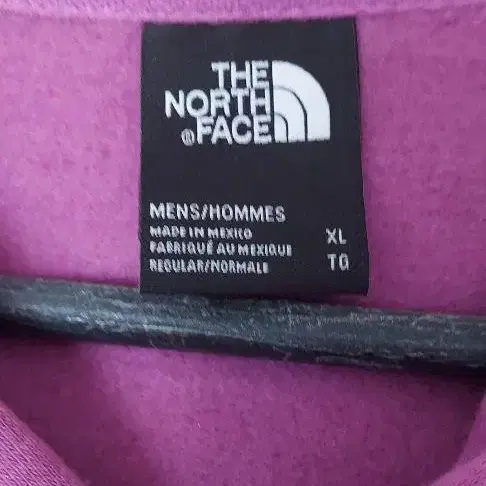 THE
NORTH
® FACE
MENS/HOMMES
MADE IN MEXICO
FABRIQUÉ AU MEXIQUE
REGULAR/NORMALE
XL
TG